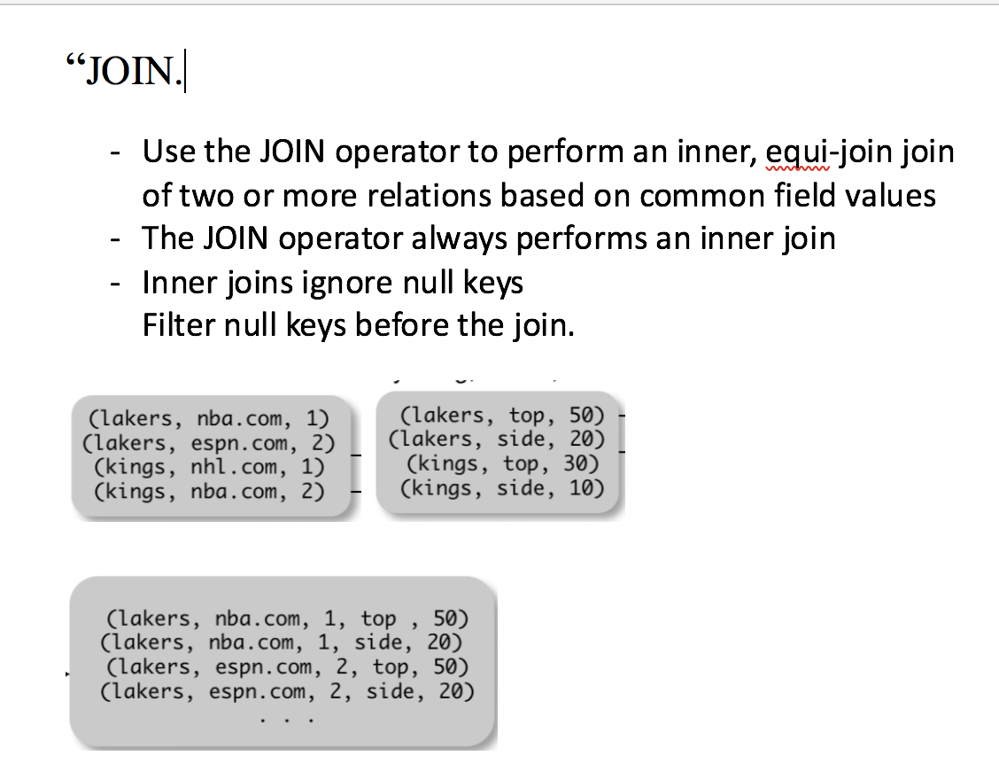 “JOIN.
- Use the JOIN operator to perform an inner, equi-join join
of two or more relations based on common field values
- The JOIN operator always performs an inner join
- Inner joins ignore null keys
Filter null keys before the join.
(lakers, nba.com, 1)
(lakers, espn.com, 2)
(kings, nhl.com, 1)
(kings, nba.com, 2)
(lakers, top, 50)
(lakers, side, 20)
(kings, top, 30)
(kings, side, 10)
(lakers, nba.com, 1, top , 50)
(lakers, nba.com, 1, side, 20)
(lakers, espn.com, 2, top, 50)
(lakers, espn.com, 2, side, 20)
. . .